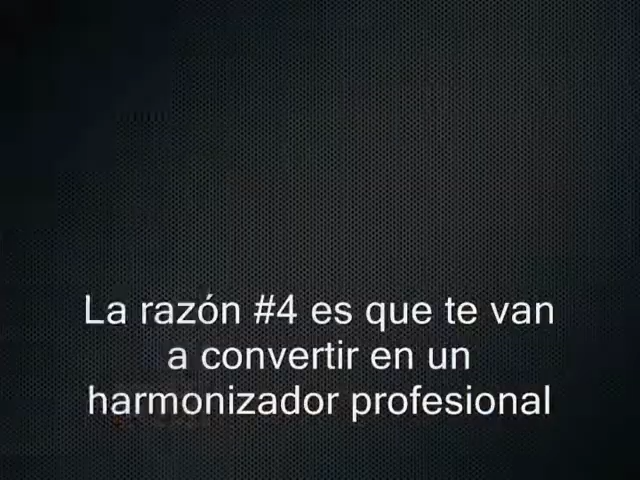 La razón #4 es que te van
a convertir en un
harmonizador profesional